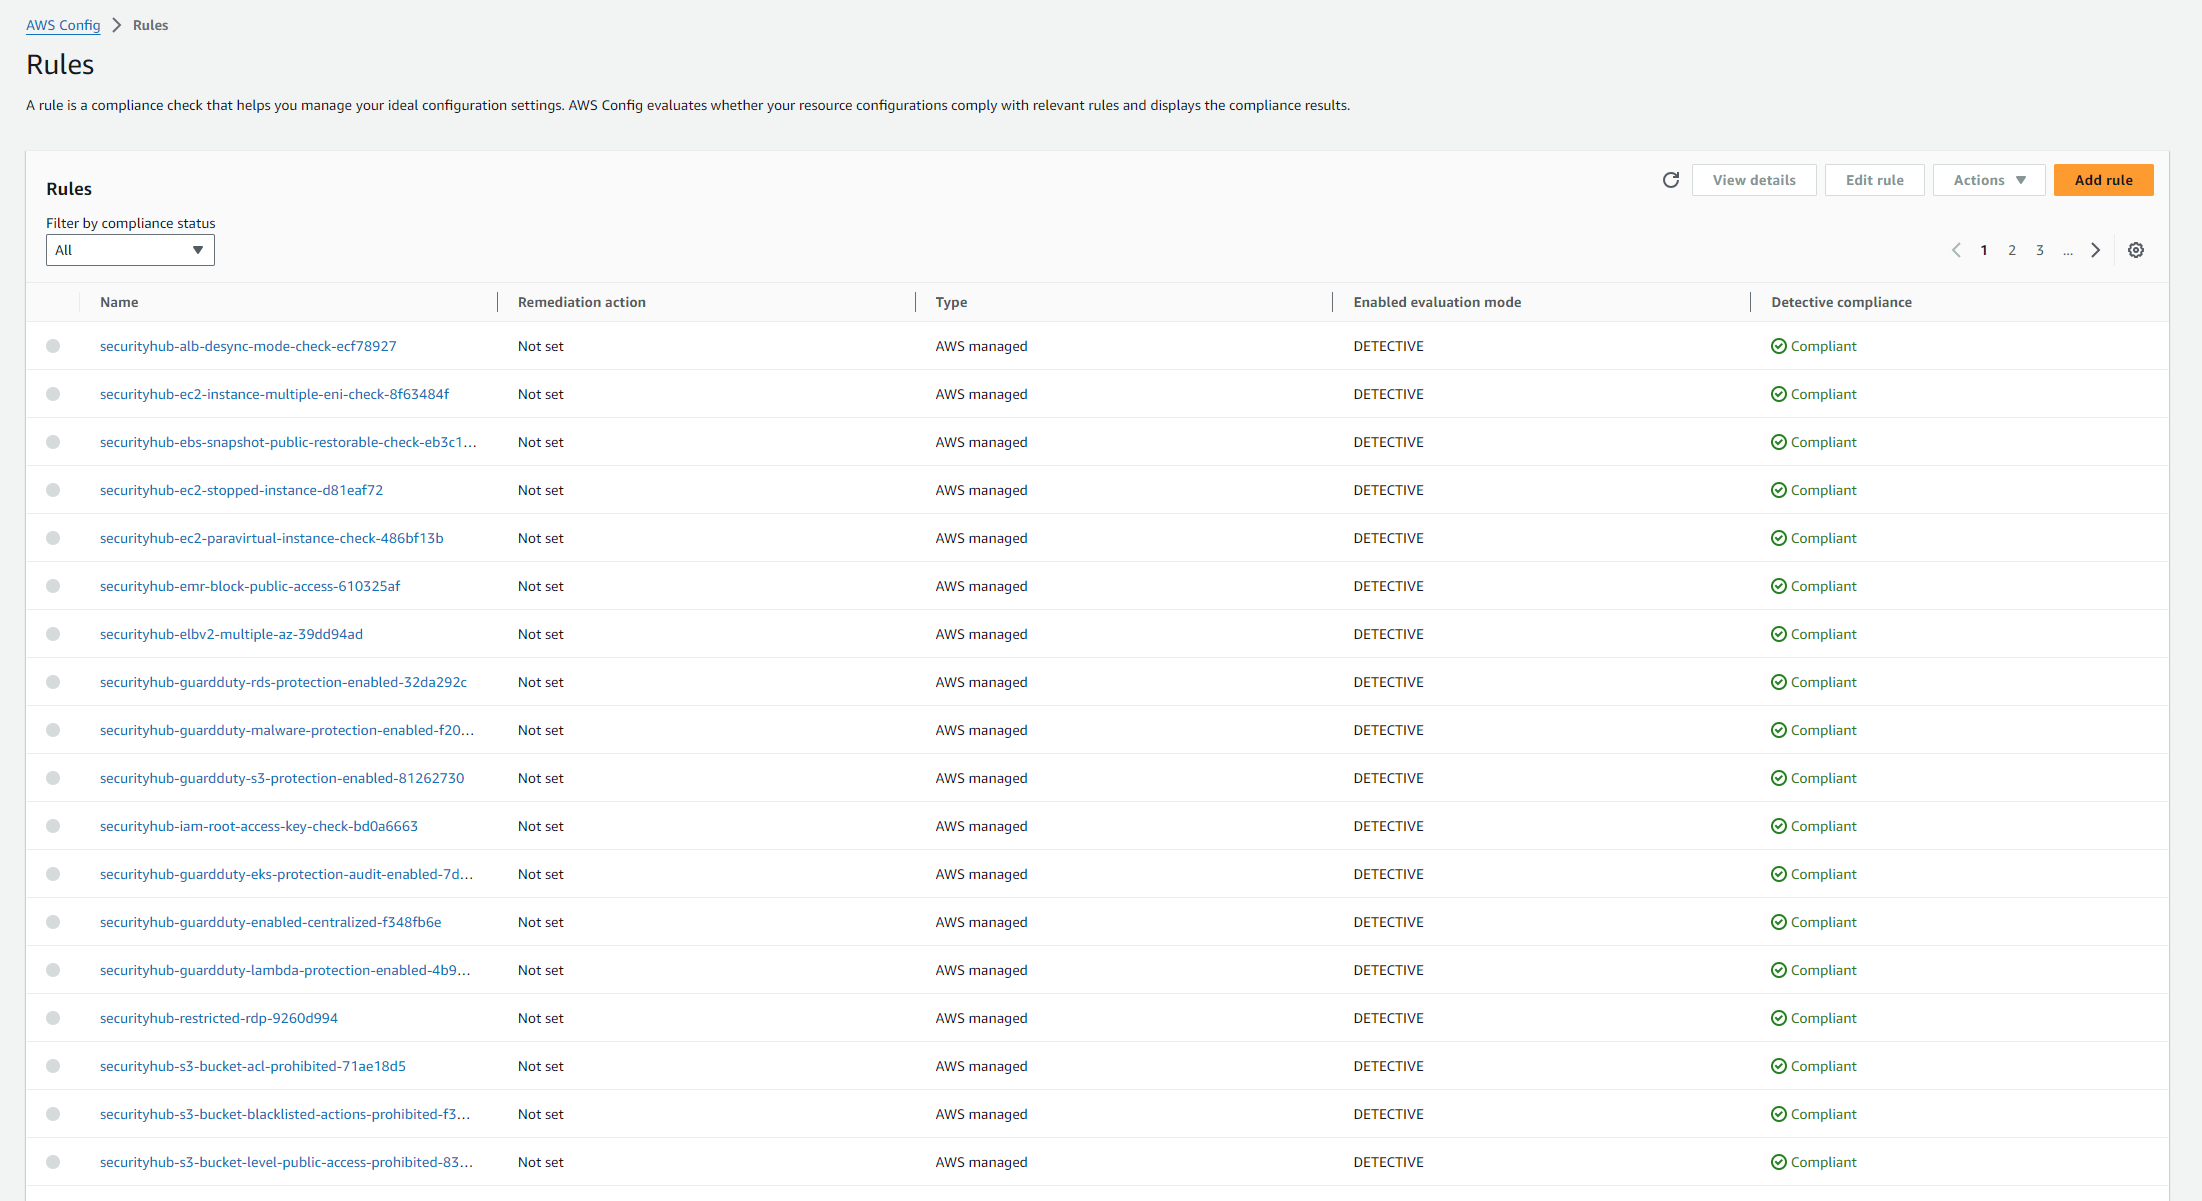 AWS Config > Rules
Rules
A rule is a compliance check that helps you manage your ideal configuration settings. AWS Config evaluates whether your resource configurations comply with relevant rules and displays the compliance results.
Rules
View details Edit rule Actions Add rule
Filter by compliance status
All
1 2 3 ...
Name Remediation action Type Enabled evaluation mode Detective compliance
securityhub-alb-desync-mode-check-ecf78927 Not set AWS managed DETECTIVE Compliant
securityhub-ec2-instance-multiple-eni-check-8f63484f Not set AWS managed DETECTIVE Compliant
securityhub-ebs-snapshot-public-restorable-check-eb3c1... Not set AWS managed DETECTIVE Compliant
securityhub-ec2-stopped-instance-d81eaf72 Not set AWS managed DETECTIVE Compliant
securityhub-ec2-paravirtual-instance-check-486bf13b Not set AWS managed DETECTIVE Compliant
securityhub-emr-block-public-access-610325af Not set AWS managed DETECTIVE Compliant
securityhub-elbv2-multiple-az-39dd94ad Not set AWS managed DETECTIVE Compliant
securityhub-guardduty-rds-protection-enabled-32da292c Not set AWS managed DETECTIVE Compliant
securityhub-guardduty-malware-protection-enabled-f20... Not set AWS managed DETECTIVE Compliant
securityhub-guardduty-s3-protection-enabled-81262730 Not set AWS managed DETECTIVE Compliant
securityhub-iam-root-access-key-check-bd0a6663 Not set AWS managed DETECTIVE Compliant
securityhub-guardduty-eks-protection-audit-enabled-7d... Not set AWS managed DETECTIVE Compliant
securityhub-guardduty-enabled-centralized-f348fb6e Not set AWS managed DETECTIVE Compliant
securityhub-guardduty-lambda-protection-enabled-4b9... Not set AWS managed DETECTIVE Compliant
securityhub-restricted-rdp-9260d994 Not set AWS managed DETECTIVE Compliant
securityhub-s3-bucket-acl-prohibited-71ae18d5 Not set AWS managed DETECTIVE Compliant
securityhub-s3-bucket-blacklisted-actions-prohibited-f3... Not set AWS managed DETECTIVE Compliant
securityhub-s3-bucket-level-public-access-prohibited-83... Not set AWS managed DETECTIVE Compliant